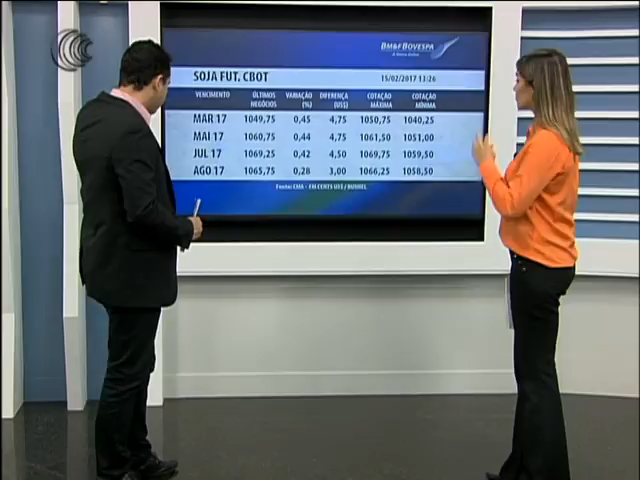 BM&FBOVESPA
A Nova Bolsa
SOJA FUT. CBOT 15/02/2017 13:26
VENCIMENTO ÚLTIMOS NEGÓCIOS VARIAÇÃO (%) DIFERENÇA (US$) COTAÇÃO MÁXIMA COTAÇÃO MÍNIMA
MAR 17 1049,75 0,45 4,75 1050,75 1040,25
MAI 17 1060,75 0,44 4,75 1061,50 1051,00
JUL 17 1069,25 0,42 4,50 1069,75 1059,50
AGO 17 1065,75 0,28 3,00 1066,25 1058,50
Fonte: CMA - EM CENTS US$ / BUSHEL